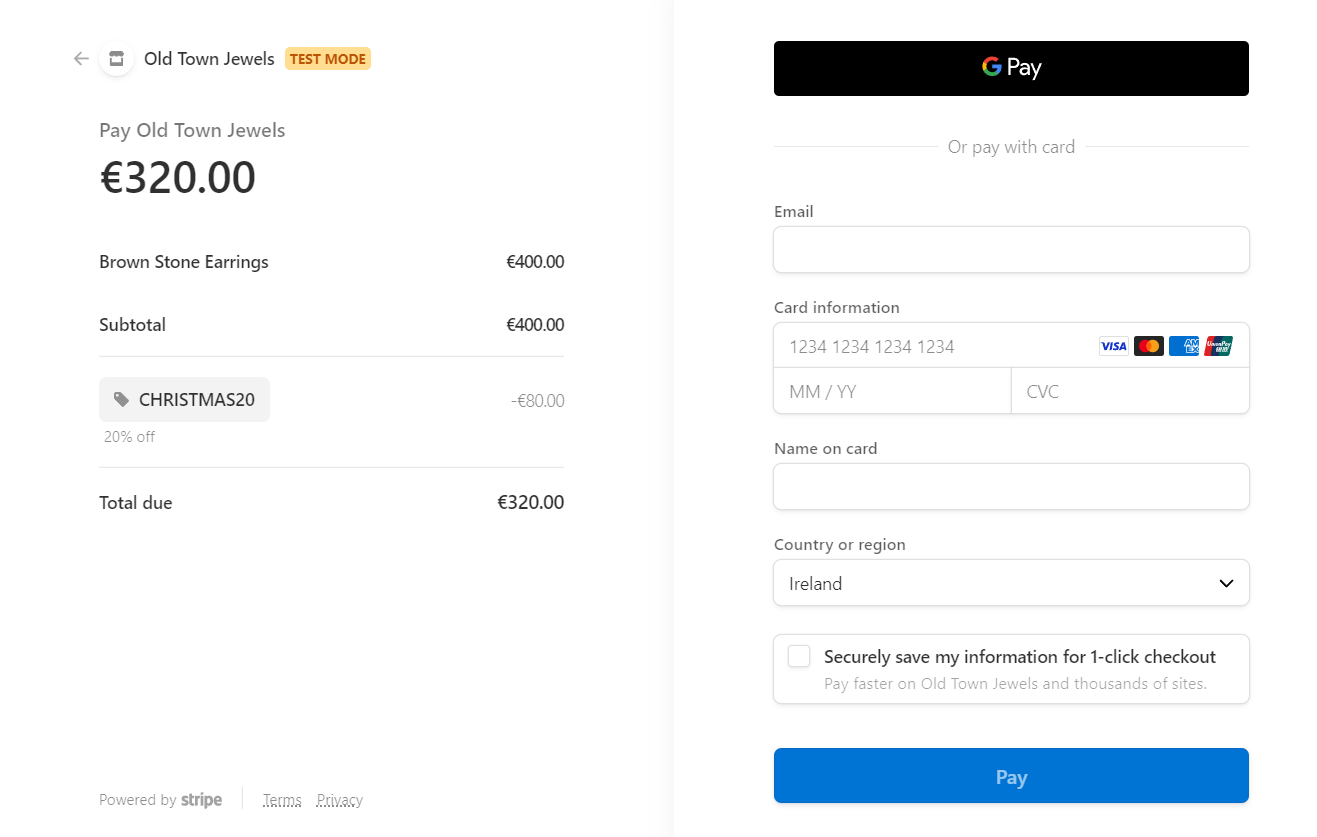 Old Town Jewels TEST MODE
Pay Old Town Jewels
€320.00
Brown Stone Earrings €400.00
Subtotal €400.00
CHRISTMAS20 -€80.00
20% off
Total due €320.00
Powered by stripe Terms Privacy
G Pay
Or pay with card
Email
Card information
1234 1234 1234 1234 VISA AM EX UnionPay 银联
MM / YY CVC
Name on card
Country or region
Ireland
Securely save my information for 1-click checkout
Pay faster on Old Town Jewels and thousands of sites.
Pay